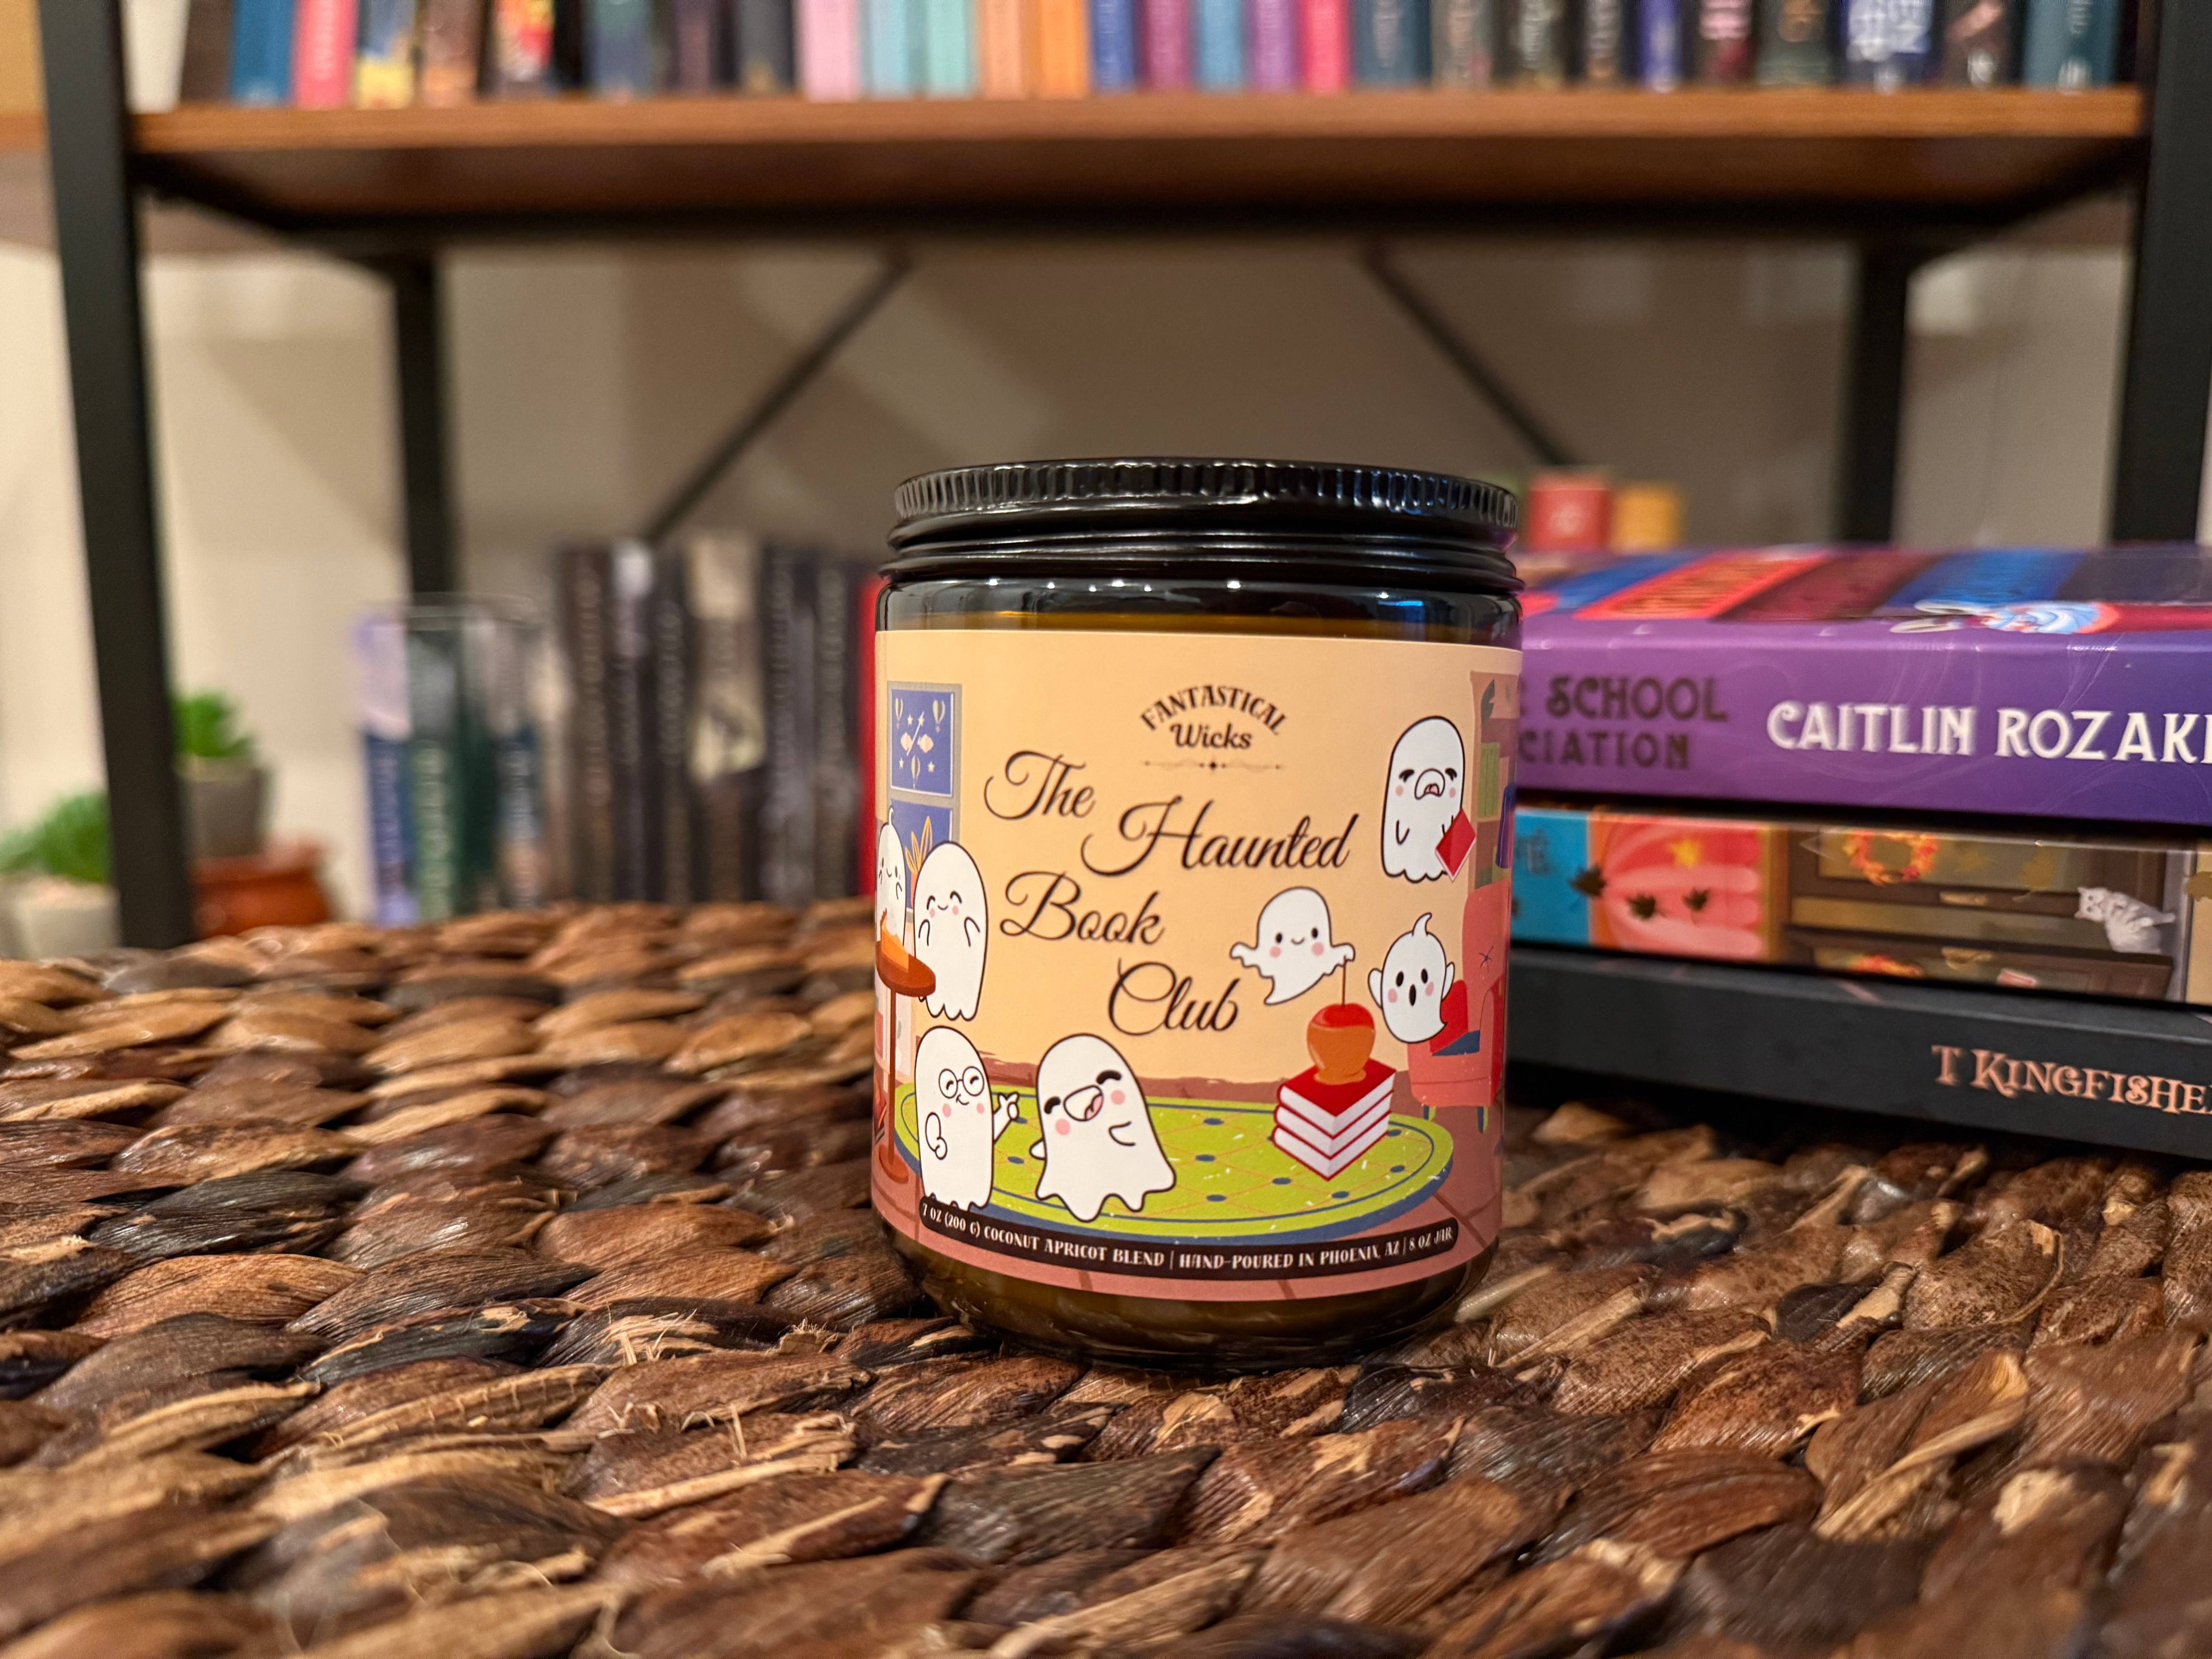 FANTASTICAL
Wicks
The
Haunted
Book
Club
7 OZ (200 G) COCONUT APRICOT BLEND | HAND-POURED IN PHOENIX, AZ | 8 OZ JAR
SCHOOL
CIATION
CAITLIN ROZAK
T KINGFISHE